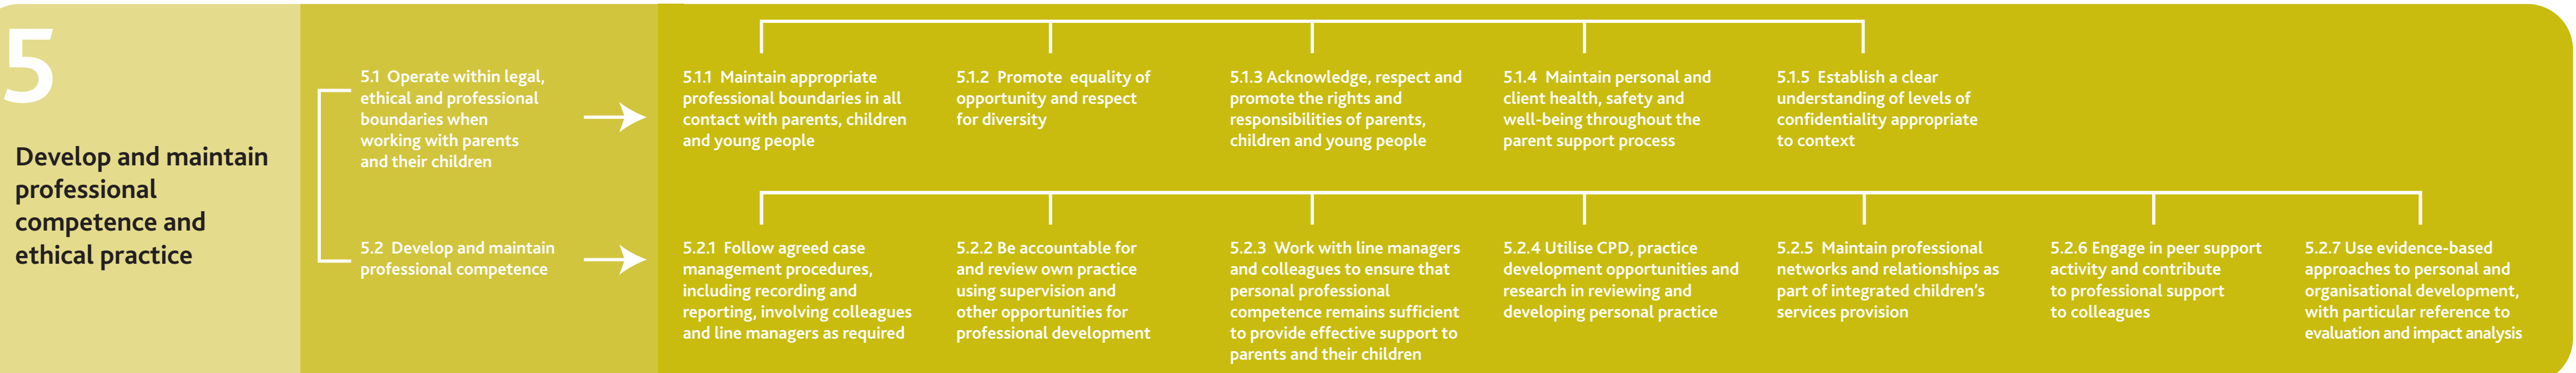 5
Develop and maintain
professional
competence and
ethical practice
5.1 Operate within legal,
ethical and professional
boundaries when
working with parents
and their children
5.1.1 Maintain appropriate
professional boundaries in all
contact with parents, children
and young people
5.1.2 Promote equality of
opportunity and respect
for diversity
5.1.3 Acknowledge, respect and
promote the rights and
responsibilities of parents,
children and young people
5.1.4 Maintain personal and
client health, safety and
well-being throughout the
parent support process
5.1.5 Establish a clear
understanding of levels of
confidentiality appropriate
to context
5.2 Develop and maintain
professional competence
5.2.1 Follow agreed case
management procedures,
including recording and
reporting, involving colleagues
and line managers as required
5.2.2 Be accountable for
and review own practice
using supervision and
other opportunities for
professional development
5.2.3 Work with line managers
and colleagues to ensure that
personal professional
competence remains sufficient
to provide effective support to
parents and their children
5.2.4 Utilise CPD, practice
development opportunities and
research in reviewing and
developing personal practice
5.2.5 Maintain professional
networks and relationships as
part of integrated children's
services provision
5.2.6 Engage in peer support
activity and contribute
to professional support
to colleagues
5.2.7 Use evidence-based
approaches to personal and
organisational development,
with particular reference to
evaluation and impact analysis